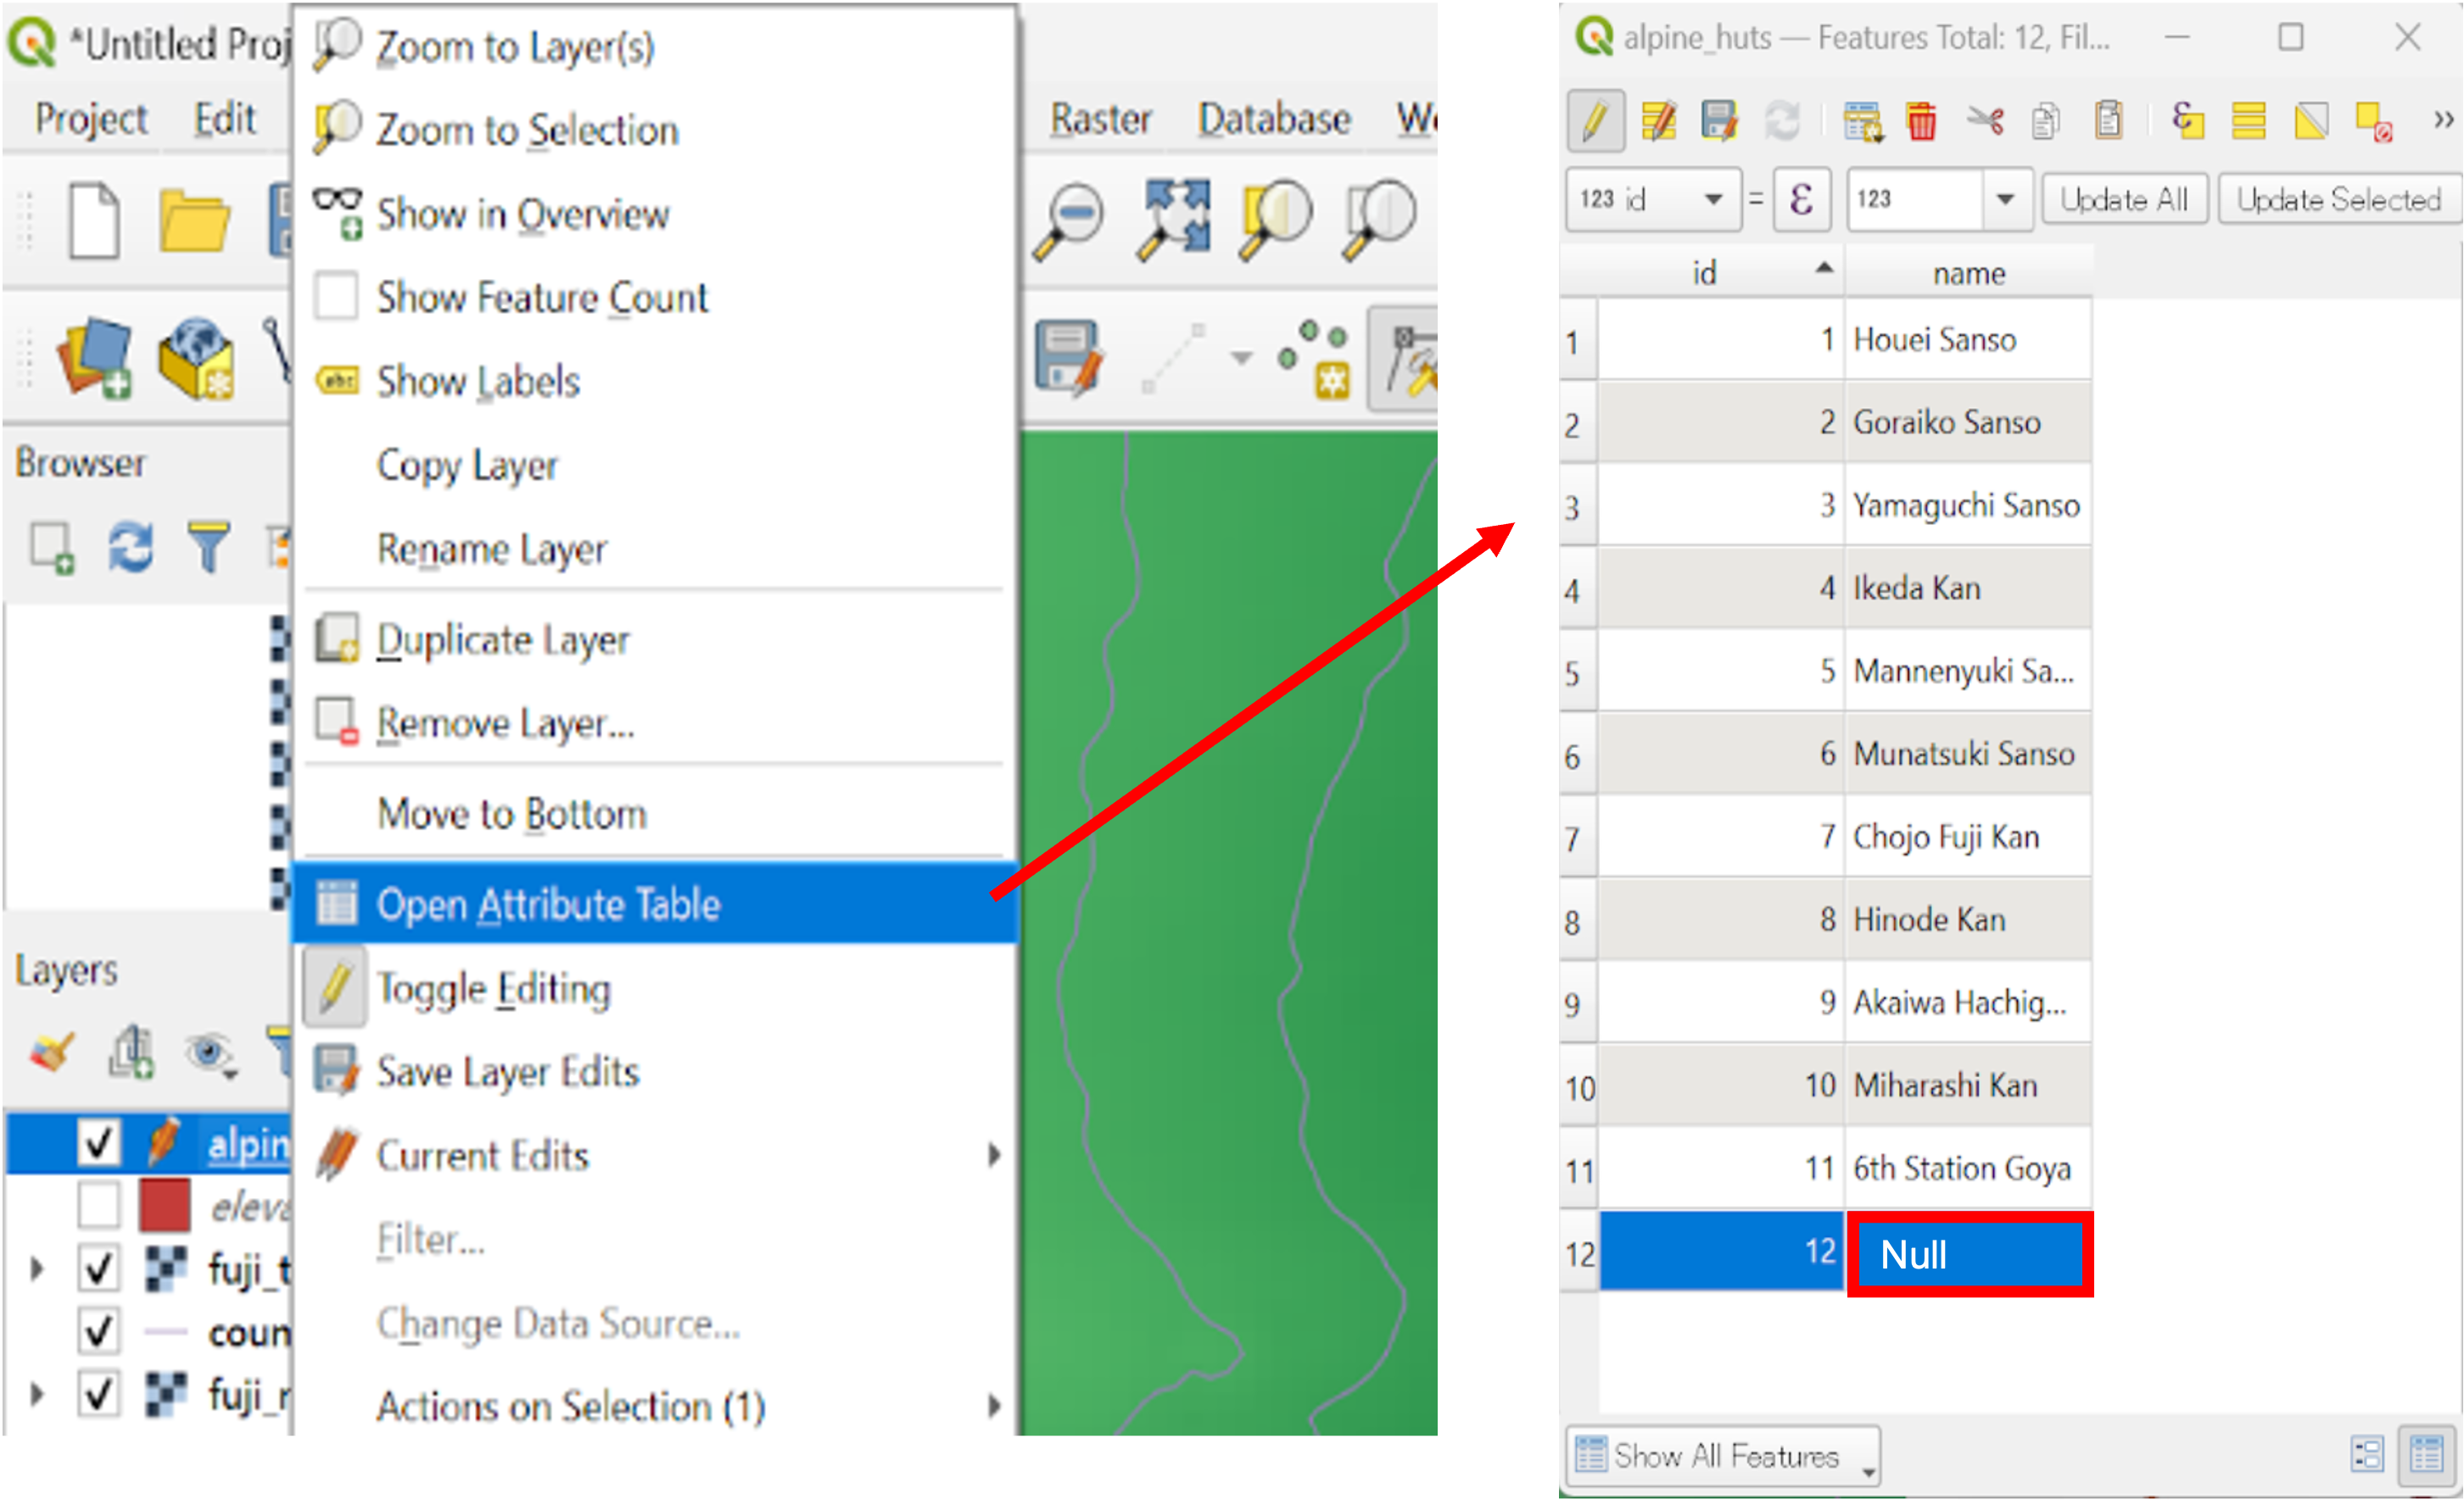 *Untitled Proj
Project Edit
Zoom to Layer(s)
Zoom to Selection
Show in Overview
Show Feature Count
Show Labels
abc
Copy Layer
Rename Layer
Duplicate Layer
Remove Layer...
Move to Bottom
Open Attribute Table
Toggle Editing
Save Layer Edits
Current Edits
Filter...
Change Data Source...
Actions on Selection (1)
Raster Database We
Browser
Layers
alpin
eleva
fuji_t
coun
fuji_r
alpine_huts — Features Total: 12, Fil...
123 id = ε 123 Update All Update Selected
id name
1 1 Houei Sanso
2 2 Goraiko Sanso
3 3 Yamaguchi Sanso
4 4 Ikeda Kan
5 5 Mannenyuki Sa...
6 6 Munatsuki Sanso
7 7 Chojo Fuji Kan
8 8 Hinode Kan
9 9 Akaiwa Hachig...
10 10 Miharashi Kan
11 11 6th Station Goya
12 12 Null
Show All Features